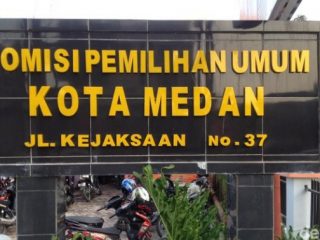 OMISI PEMILIHAN UMUM
KOTA MEDAN
JL. KEJAKSAAN No. 37